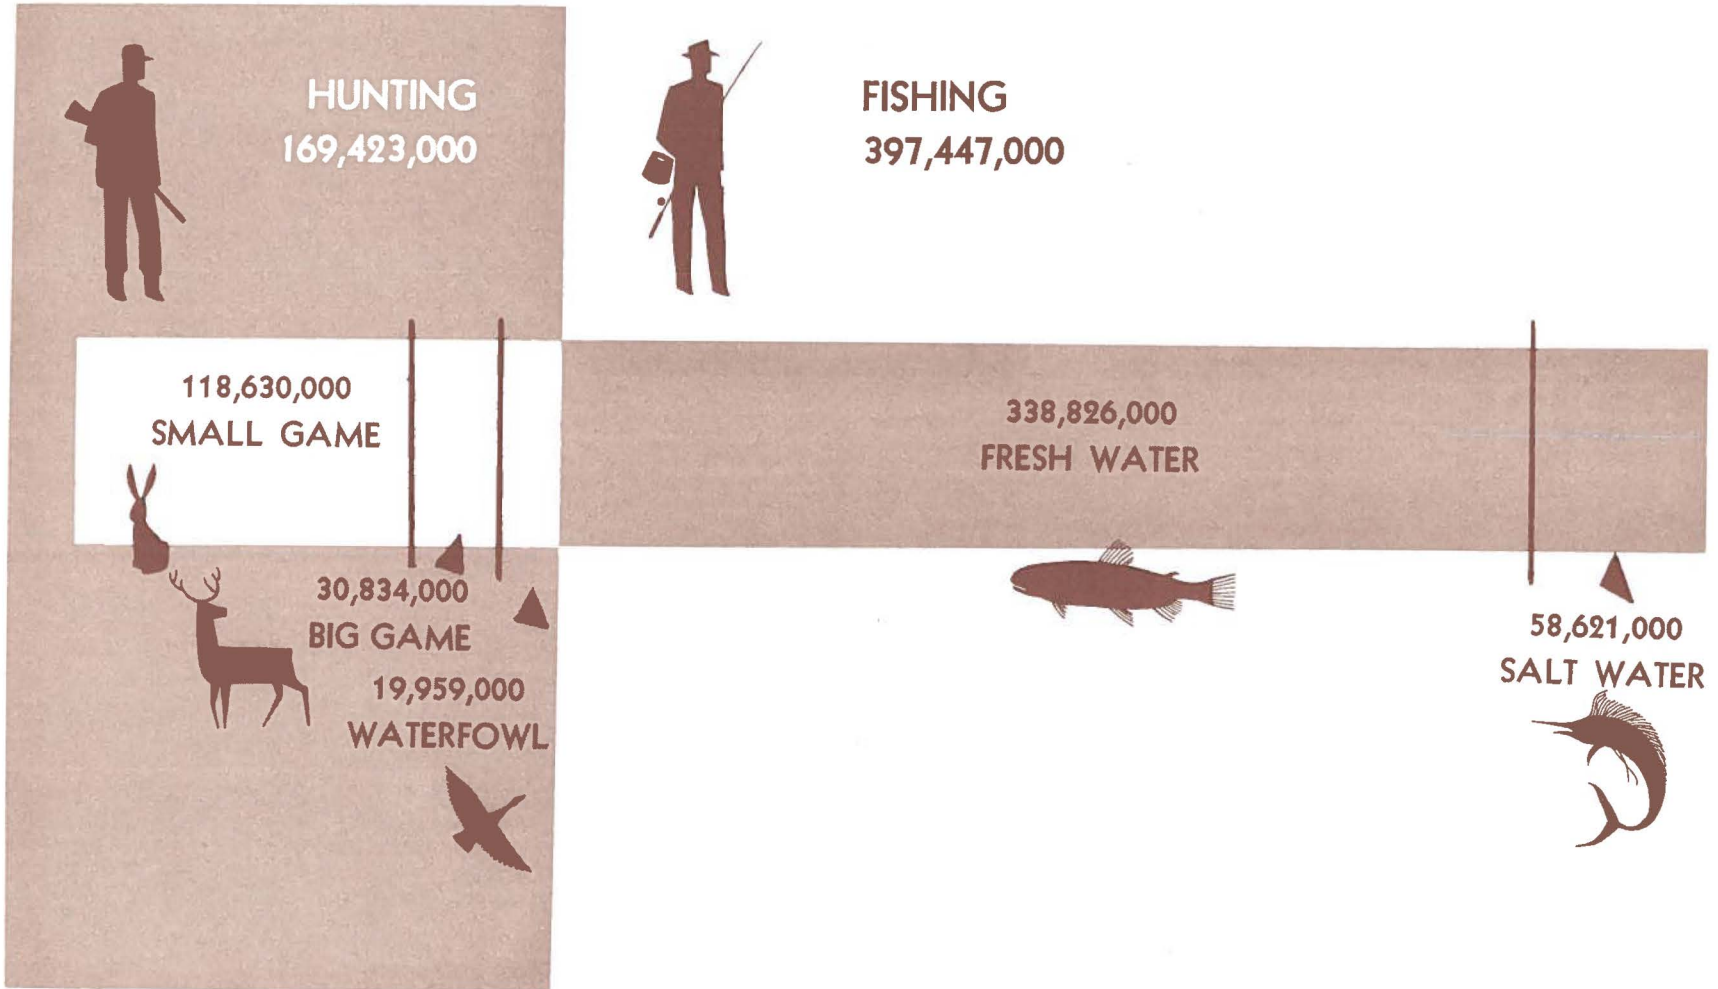 HUNTING
169,423,000
FISHING
397,447,000
118,630,000
SMALL GAME
338,826,000
FRESH WATER
30,834,000
BIG GAME
19,959,000
WATERFOWL
58,621,000
SALT WATER